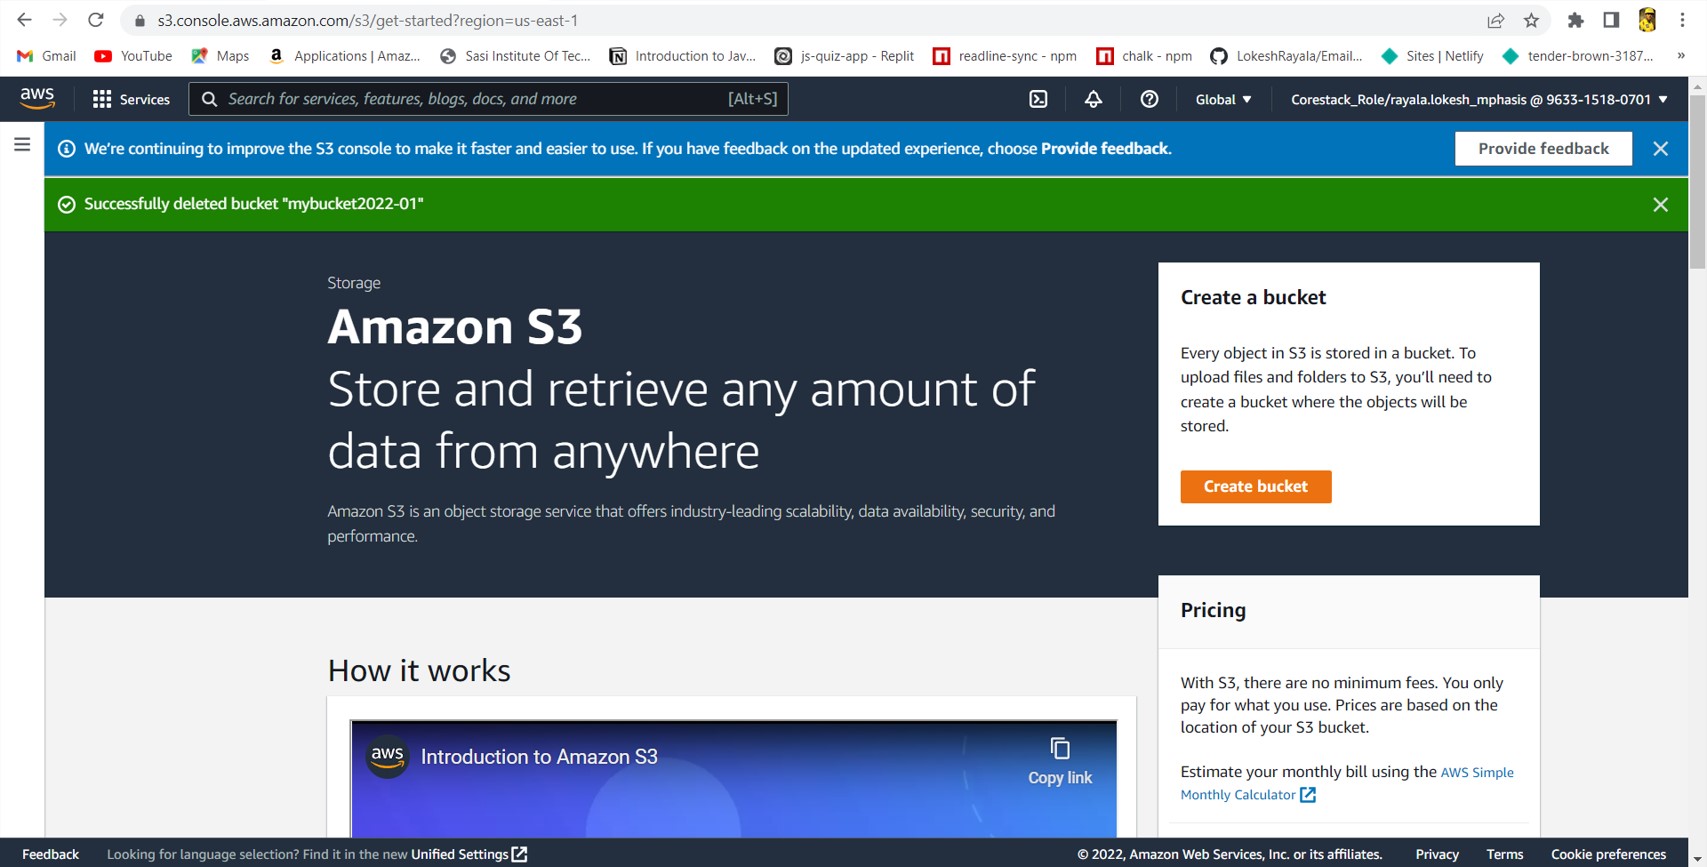 s3.console.aws.amazon.com/s3/get-started?region=us-east-1
Gmail YouTube Maps Applications | Amaz... Sasi Institute Of Tec... Introduction to Jav... js-quiz-app - Replit readline-sync - npm chalk - npm LokeshRayala/Email... Sites | Netlify tender-brown-3187... »
aws Services Search for services, features, blogs, docs, and more [Alt+S] Global ▼ Corestack_Role/rayala.lokesh_mphasis @ 9633-1518-0701 ▼
We're continuing to improve the S3 console to make it faster and easier to use. If you have feedback on the updated experience, choose Provide feedback. Provide feedback
Successfully deleted bucket "mybucket2022-01"
Storage
Amazon S3
Store and retrieve any amount of
data from anywhere
Amazon S3 is an object storage service that offers industry-leading scalability, data availability, security, and
performance.
Create a bucket
Every object in S3 is stored in a bucket. To
upload files and folders to S3, you'll need to
create a bucket where the objects will be
stored.
Create bucket
Pricing
With S3, there are no minimum fees. You only
pay for what you use. Prices are based on the
location of your S3 bucket.
Estimate your monthly bill using the AWS Simple
Monthly Calculator
How it works
aws Introduction to Amazon S3
Copy link
Feedback Looking for language selection? Find it in the new Unified Settings © 2022, Amazon Web Services, Inc. or its affiliates. Privacy Terms Cookie preferences